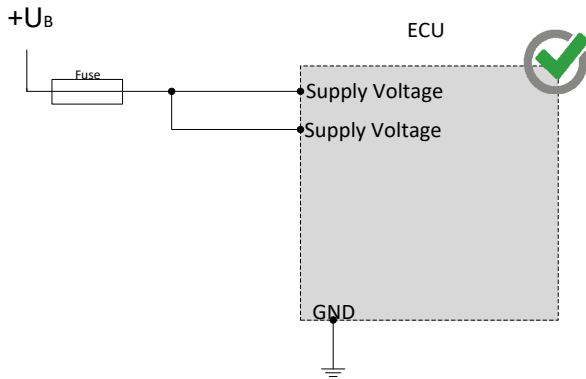 +UB
ECU
Fuse
Supply Voltage
Supply Voltage
GND